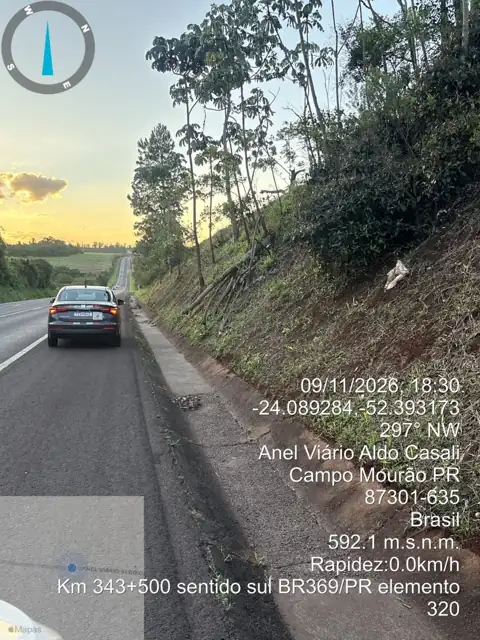 N
W
S
E
09/11/2026, 18:30
-24.089284 -52.393173
297° NW
Anel Viário Aldo Casali
Campo Mourão PR
87301-635
Brasil
592.1 m.s.n.m.
Rapidez:0.0km/h
Km 343+500 sentido sul BR369/PR elemento
320
Mapas